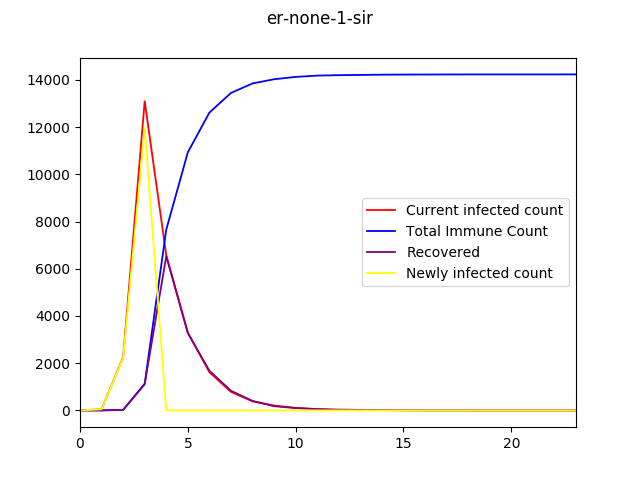 er-none-1-sir
14000
12000
10000
8000
6000
4000
2000
0
Current infected count
Total Immune Count
Recovered
Newly infected count
0 5 10 15 20